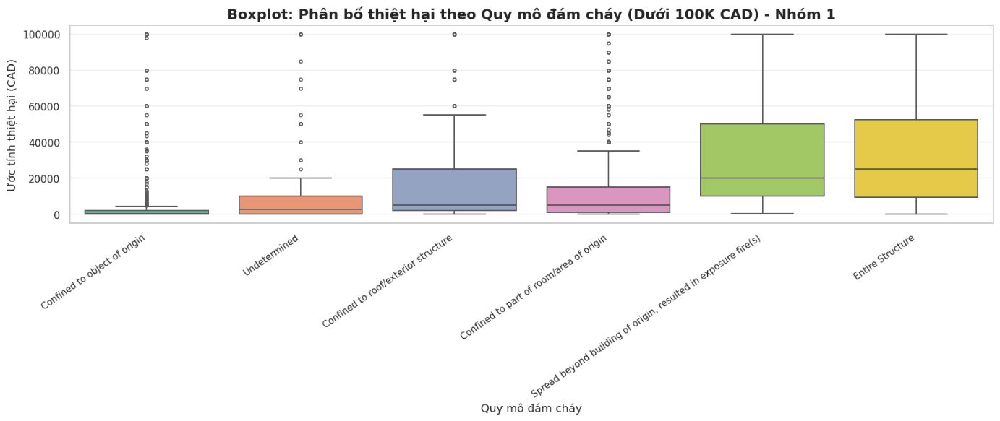 Boxplot: Phân bố thiệt hại theo Quy mô đám cháy (Dưới 100K CAD) - Nhóm 1
Ước tính thiệt hại (CAD)
100000
80000
60000
40000
20000
0
Confined to object of origin
Undetermined
Confined to roof/exterior structure
Confined to part of room/area of origin
Spread beyond building of origin, resulted in exposure fire(s)
Entire Structure
Quy mô đám cháy